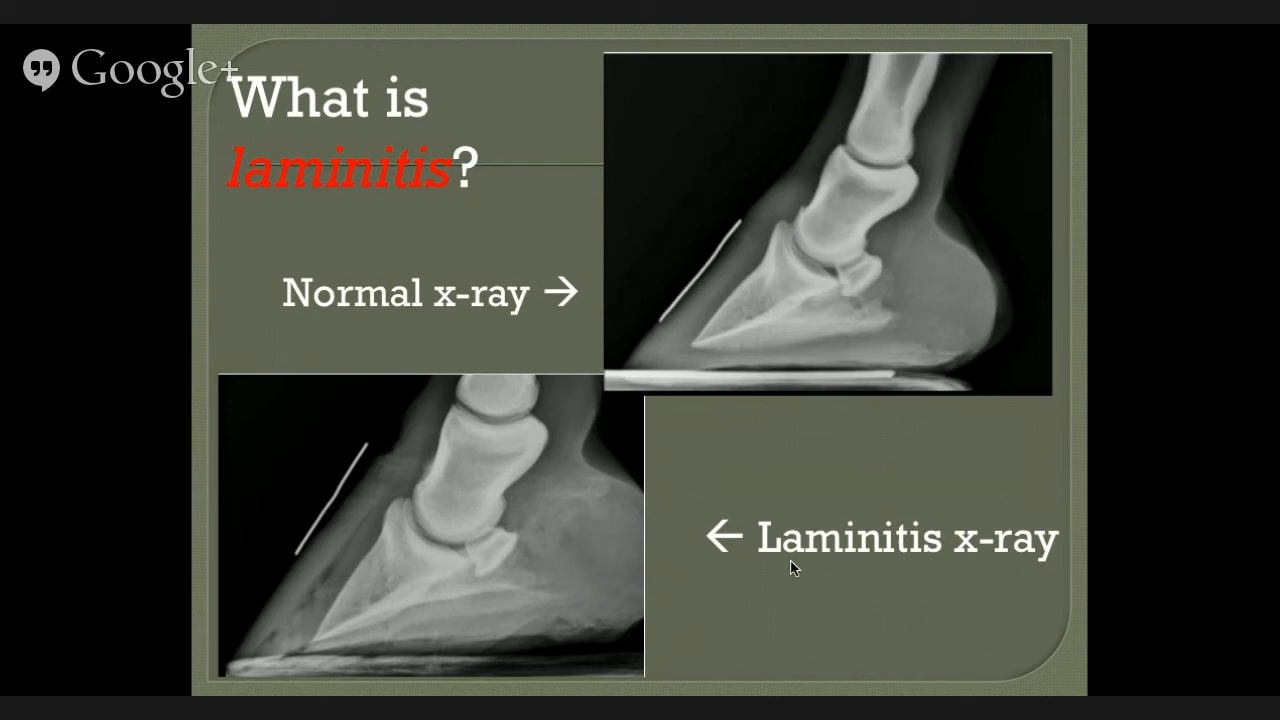 Google+
What is
laminitis?
Normal x-ray →
← Laminitis x-ray